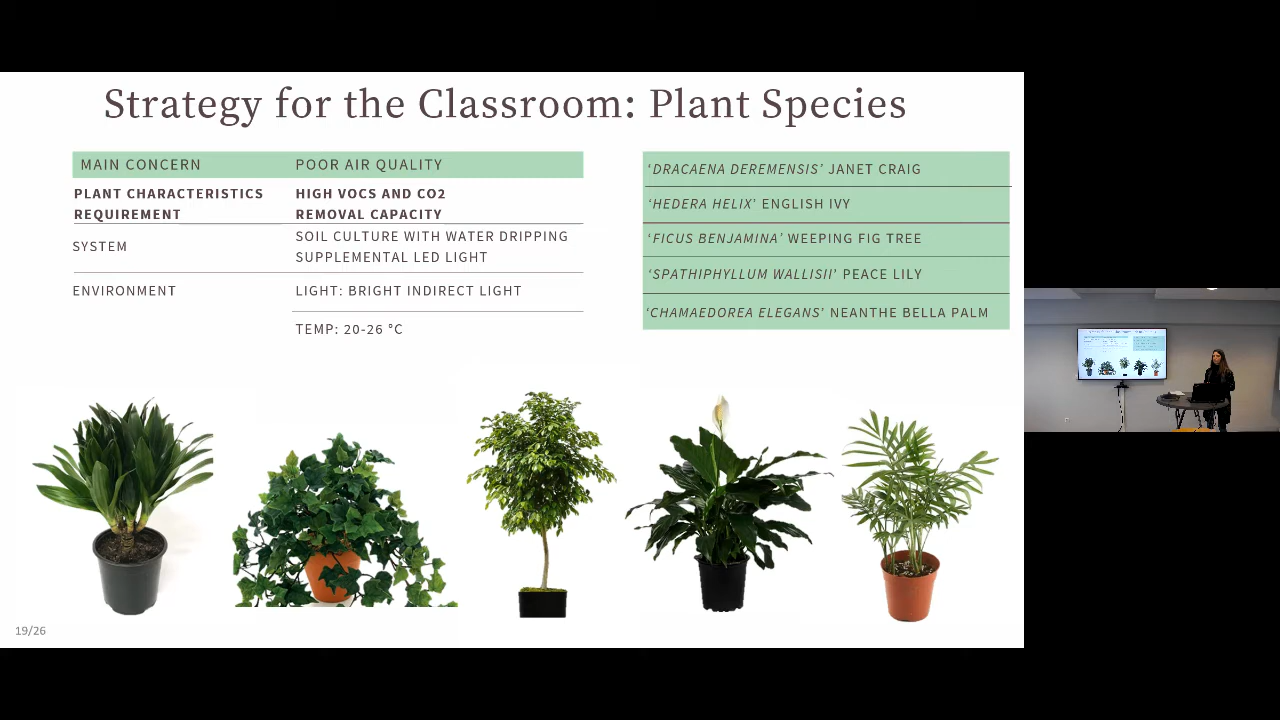 Strategy for the Classroom: Plant Species
MAIN CONCERN
POOR AIR QUALITY
PLANT CHARACTERISTICS
REQUIREMENT
HIGH VOCS AND CO2
REMOVAL CAPACITY
SYSTEM
SOIL CULTURE WITH WATER DRIPPING
SUPPLEMENTAL LED LIGHT
ENVIRONMENT
LIGHT: BRIGHT INDIRECT LIGHT
TEMP: 20-26 °C
‘DRACAENA DEREMENSIS’ JANET CRAIG
‘HEDERA HELIX’ ENGLISH IVY
‘FICUS BENJAMINA’ WEEPING FIG TREE
‘SPATHIPHYLLUM WALLISII’ PEACE LILY
‘CHAMAEDOREA ELEGANS’ NEANTHE BELLA PALM
19/26